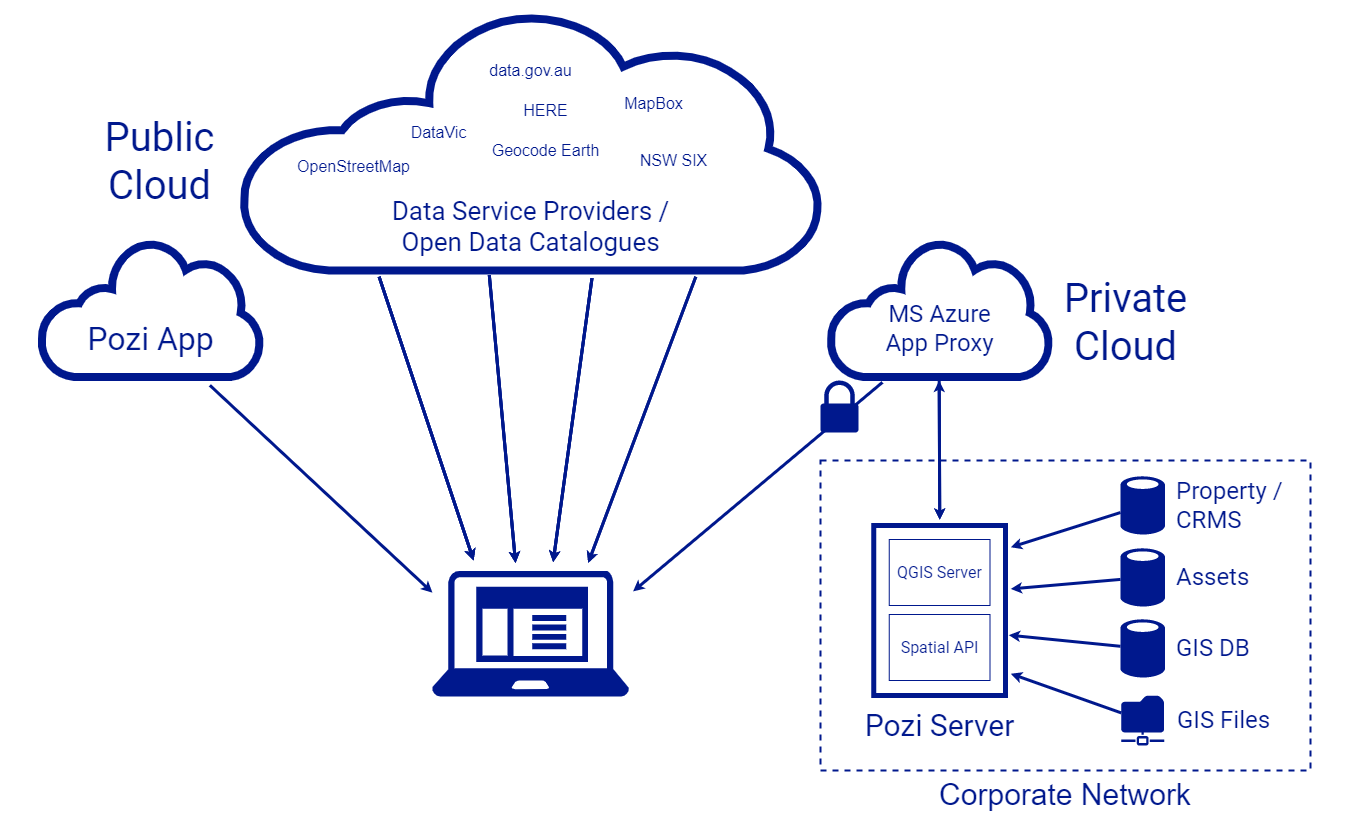 Public
Cloud
data.gov.au
HERE
MapBox
DataVic
Geocode Earth
NSW SIX
OpenStreetMap
Data Service Providers /
Open Data Catalogues
Pozi App
MS Azure
App Proxy
Private
Cloud
QGIS Server
Spatial API
Pozi Server
Property /
CRMS
Assets
GIS DB
GIS Files
Corporate Network